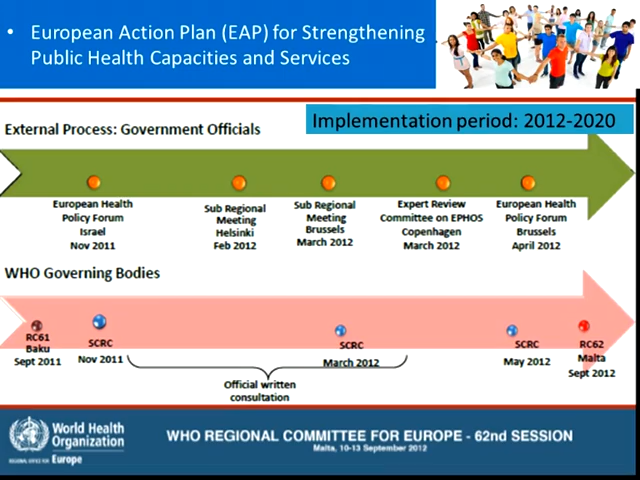 • European Action Plan (EAP) for Strengthening
Public Health Capacities and Services
Implementation period: 2012-2020
External Process: Government Officials
European Health
Policy Forum
Israel
Nov 2011
Sub Regional
Meeting
Helsinki
Feb 2012
Sub Regional
Meeting
Brussels
March 2012
Expert Review
Committee on EPHOS
Copenhagen
March 2012
European Health
Policy Forum
Brussels
April 2012
WHO Governing Bodies
RC61
Baku
Sept 2011
SCRC
Nov 2011
Official written
consultation
SCRC
March 2012
SCRC
May 2012
RC62
Malta
Sept 2012
World Health
Organization
REGIONAL OFFICE FOR Europe
WHO REGIONAL COMMITTEE FOR EUROPE - 62nd SESSION
Malta, 10-13 September 2012